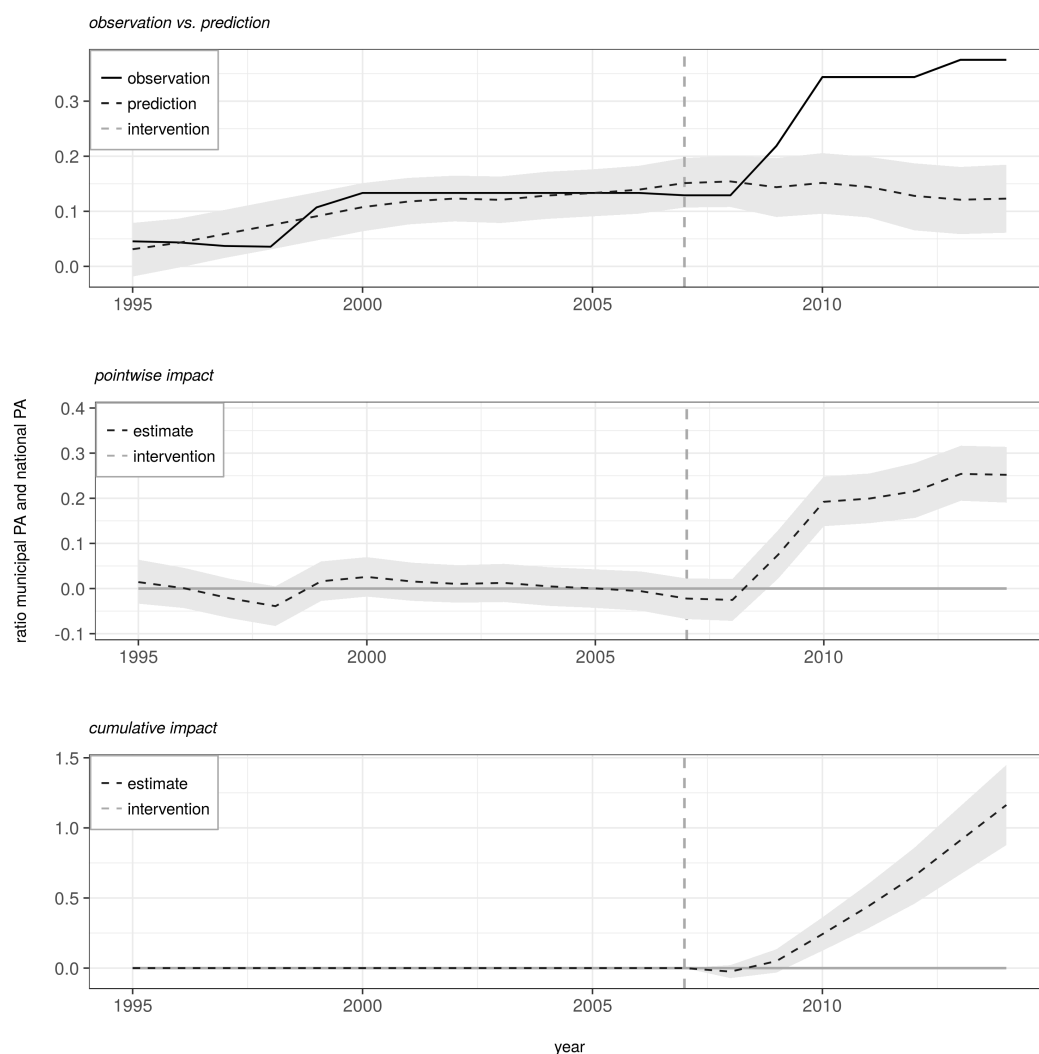 observation vs. prediction
observation
prediction
intervention
0.3
0.2
0.1
0.0
1995 2000 2005 2010
pointwise impact
estimate
intervention
0.4
0.3
0.2
0.1
0.0
-0.1
1995 2000 2005 2010
ratio municipal PA and national PA
cumulative impact
estimate
intervention
1.5
1.0
0.5
0.0
1995 2000 2005 2010
year